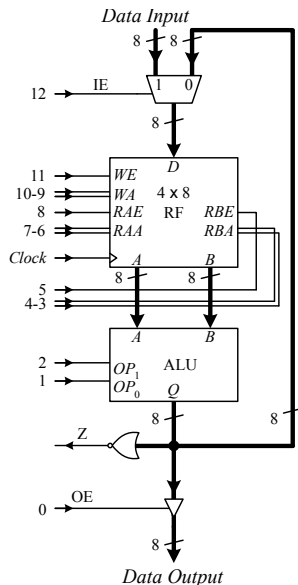 Data Input
8 8
1 0
12 IE
8
D
11 WE 4 x 8
10-9 WA RF
8 RAE RBE
7-6 RAA RBA
Clock
A B
5 8 8
4-3
A B
2 OP1 ALU
1 OP0
Q
8 8
Z
0 OE
8
Data Output